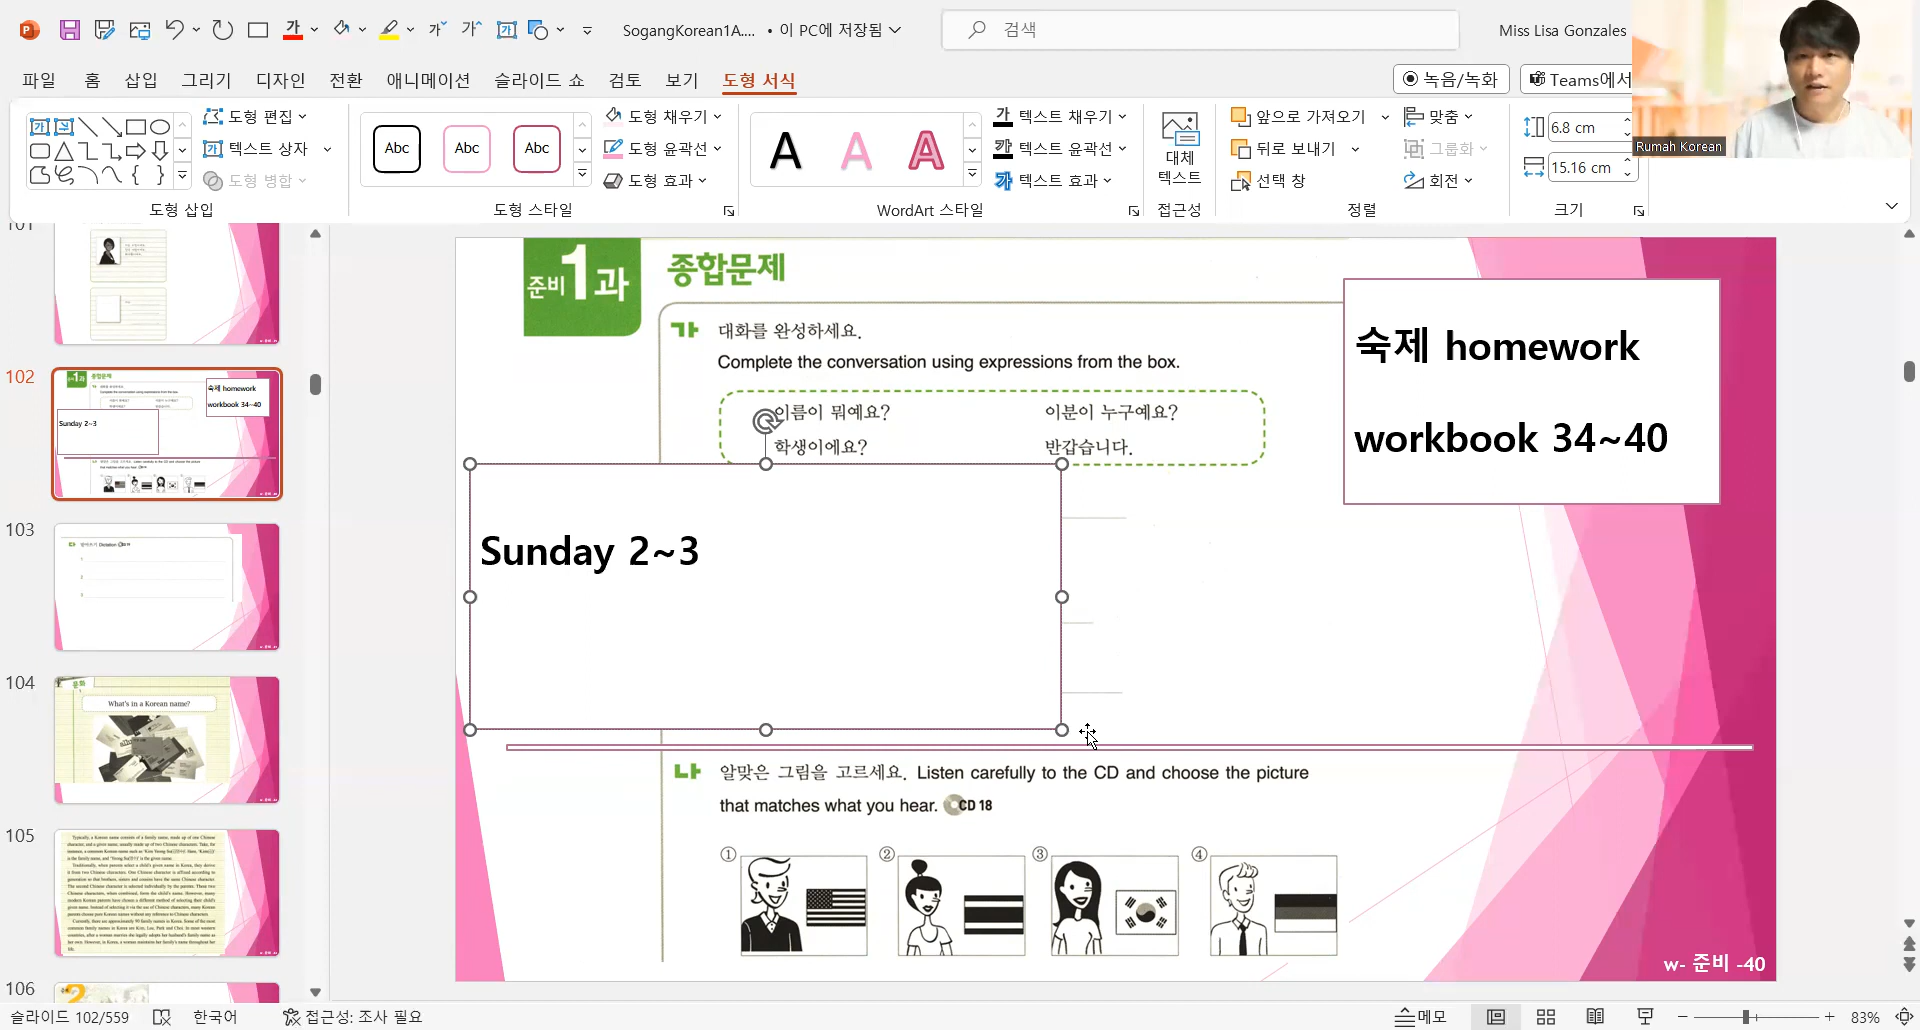 SogangKorean1A.... • 이 PC에 저장됨
검색
Miss Lisa Gonzales
파일 홈 삽입 그리기 디자인 전환 애니메이션 슬라이드 쇼 검토 보기 도형 서식
녹음/녹화 Teams에서
Rumah Korean
도형 편집
텍스트 상자
도형 병합
도형 삽입
Abc Abc Abc
도형 채우기
도형 윤곽선
도형 효과
도형 스타일
A A A
텍스트 채우기
텍스트 윤곽선
텍스트 효과
WordArt 스타일
대체
텍스트
접근성
앞으로 가져오기
뒤로 보내기
선택 창
맞춤
그룹화
회전
정렬
6.8 cm
15.16 cm
크기
101
102
103
104
What's in a Korean name?
105
106
준비 1과 종합문제
가 대화를 완성하세요.
Complete the conversation using expressions from the box.
이름이 뭐예요? 이분이 누구예요?
학생이에요? 반갑습니다.
숙제 homework
workbook 34~40
Sunday 2~3
나 알맞은 그림을 고르세요. Listen carefully to the CD and choose the picture
that matches what you hear. CD 18
① ② ③ ④
w- 준비 -40
슬라이드 102/559 한국어 접근성: 조사 필요
메모 83%